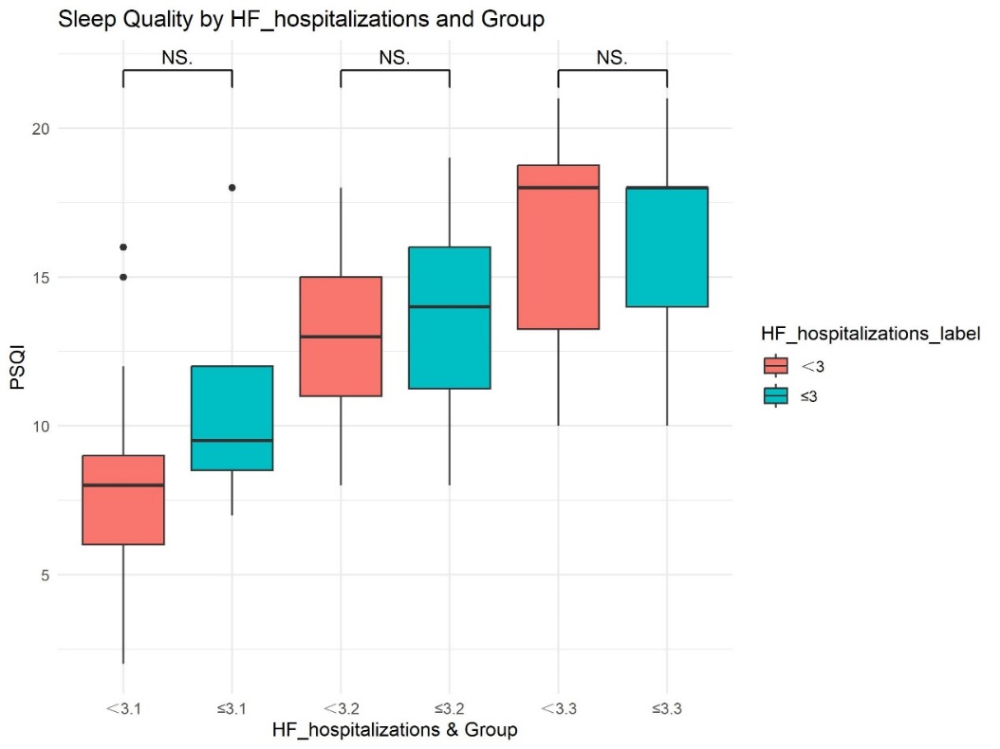 Sleep Quality by HF_hospitalizations and Group
NS.
NS.
NS.
20
15
10
5
PSQI
<3.1
≤3.1
<3.2
≤3.2
<3.3
≤3.3
HF_hospitalizations & Group
HF_hospitalizations_label
<3
≤3